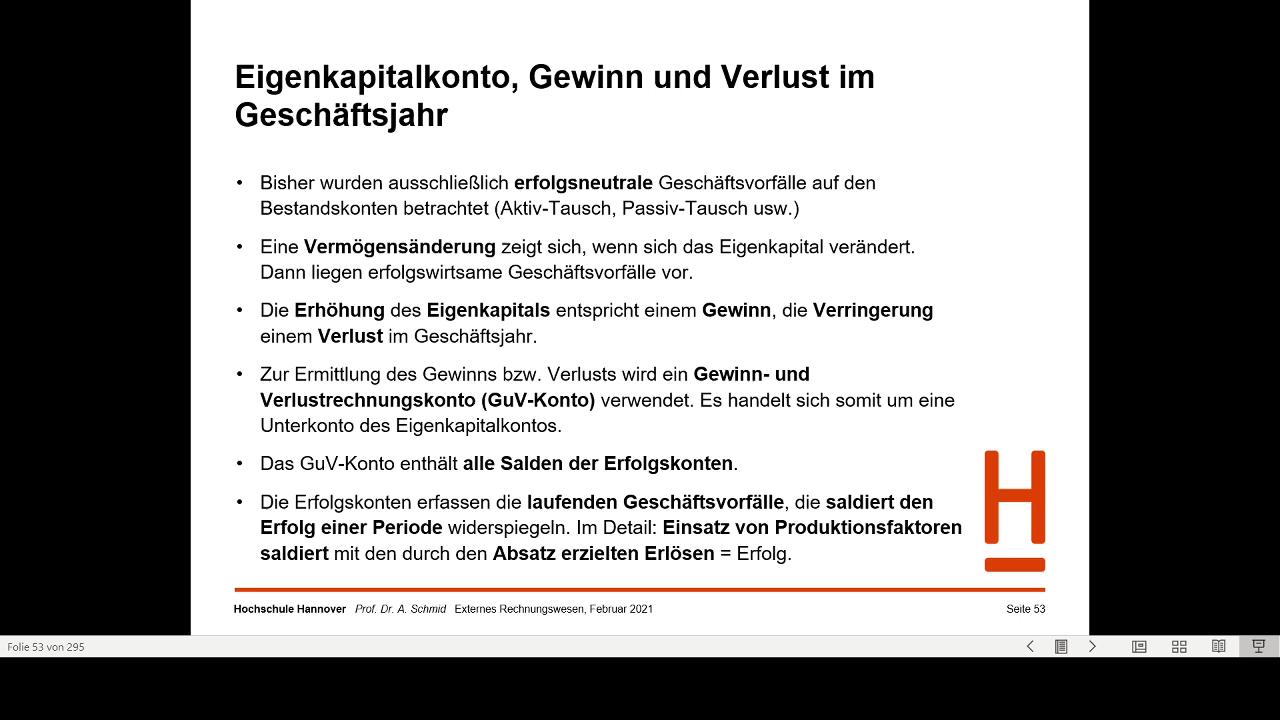 Eigenkapitalkonto, Gewinn und Verlust im
Geschäftsjahr
• Bisher wurden ausschließlich erfolgsneutrale Geschäftsvorfälle auf den
Bestandskonten betrachtet (Aktiv-Tausch, Passiv-Tausch usw.)
• Eine Vermögensänderung zeigt sich, wenn sich das Eigenkapital verändert.
Dann liegen erfolgswirtsame Geschäftsvorfälle vor.
• Die Erhöhung des Eigenkapitals entspricht einem Gewinn, die Verringerung
einem Verlust im Geschäftsjahr.
• Zur Ermittlung des Gewinns bzw. Verlusts wird ein Gewinn- und
Verlustrechnungskonto (GuV-Konto) verwendet. Es handelt sich somit um eine
Unterkonto des Eigenkapitalkontos.
• Das GuV-Konto enthält alle Salden der Erfolgskonten.
• Die Erfolgskonten erfassen die laufenden Geschäftsvorfälle, die saldiert den
Erfolg einer Periode widerspiegeln. Im Detail: Einsatz von Produktionsfaktoren
saldiert mit den durch den Absatz erzielten Erlösen = Erfolg.
H
Hochschule Hannover Prof. Dr. A. Schmid Externes Rechnungswesen, Februar 2021 Seite 53
Folie 53 von 295